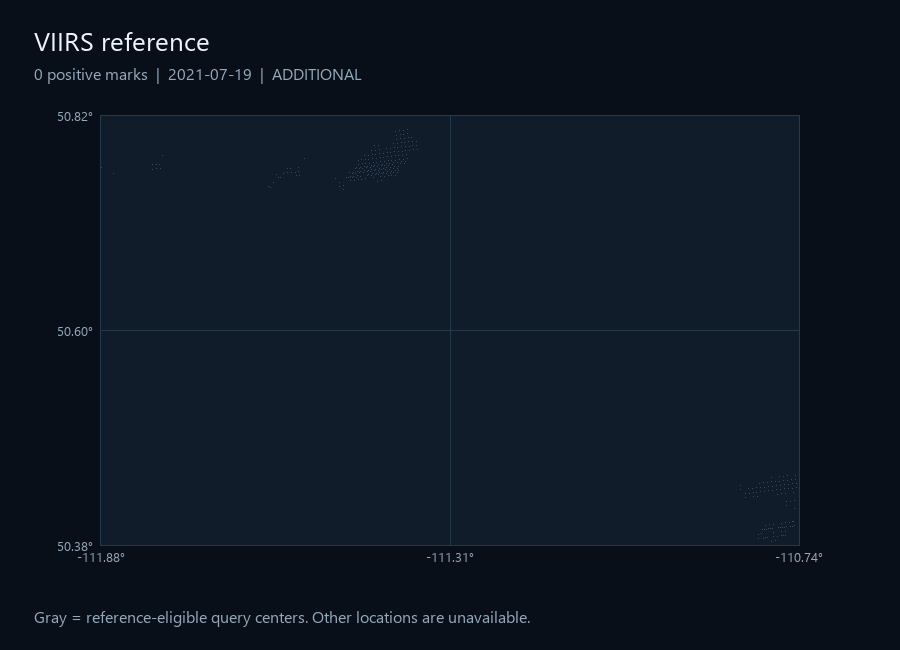 VIIRS reference
0 positive marks | 2021-07-19 | ADDITIONAL
50.82°
50.60°
50.38°
-111.88°
-111.31°
-110.74°
Gray = reference-eligible query centers. Other locations are unavailable.